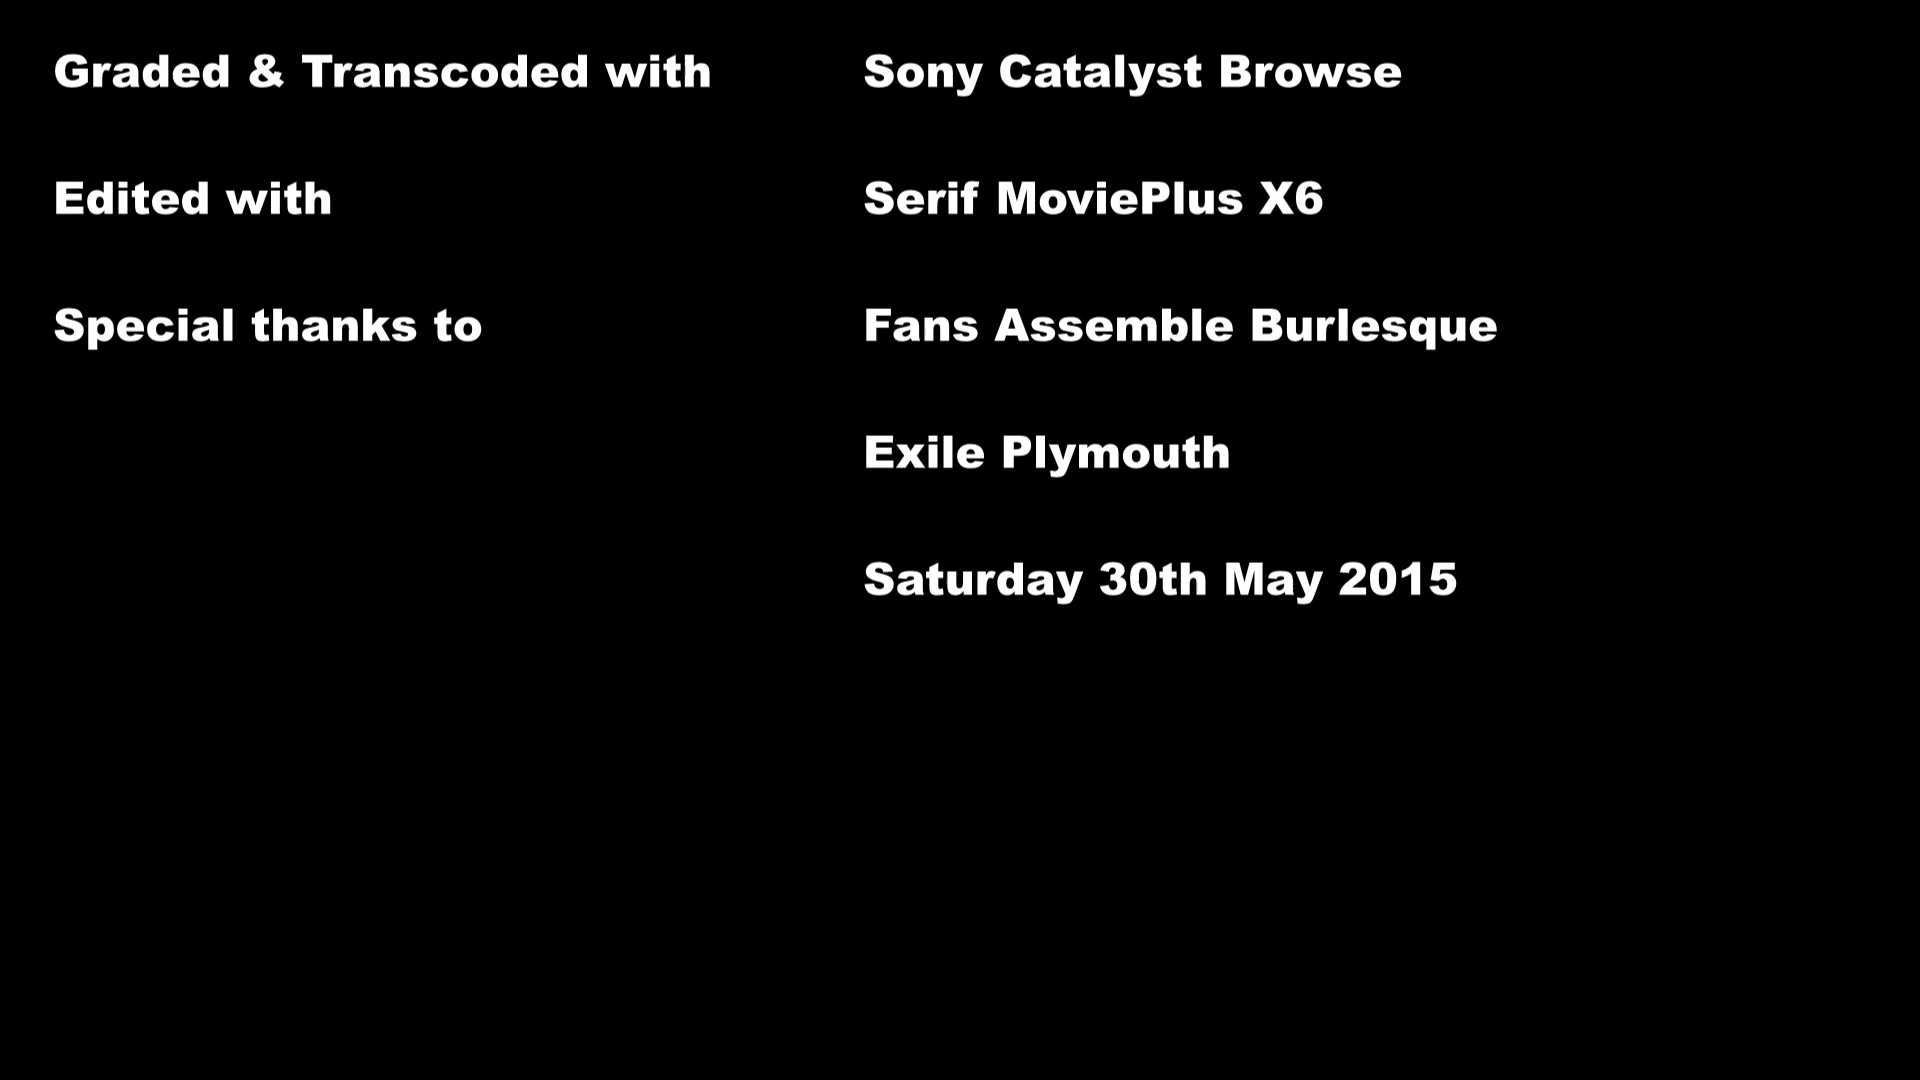 Graded & Transcoded with Sony Catalyst Browse
Edited with Serif MoviePlus X6
Special thanks to Fans Assemble Burlesque
Exile Plymouth
Saturday 30th May 2015